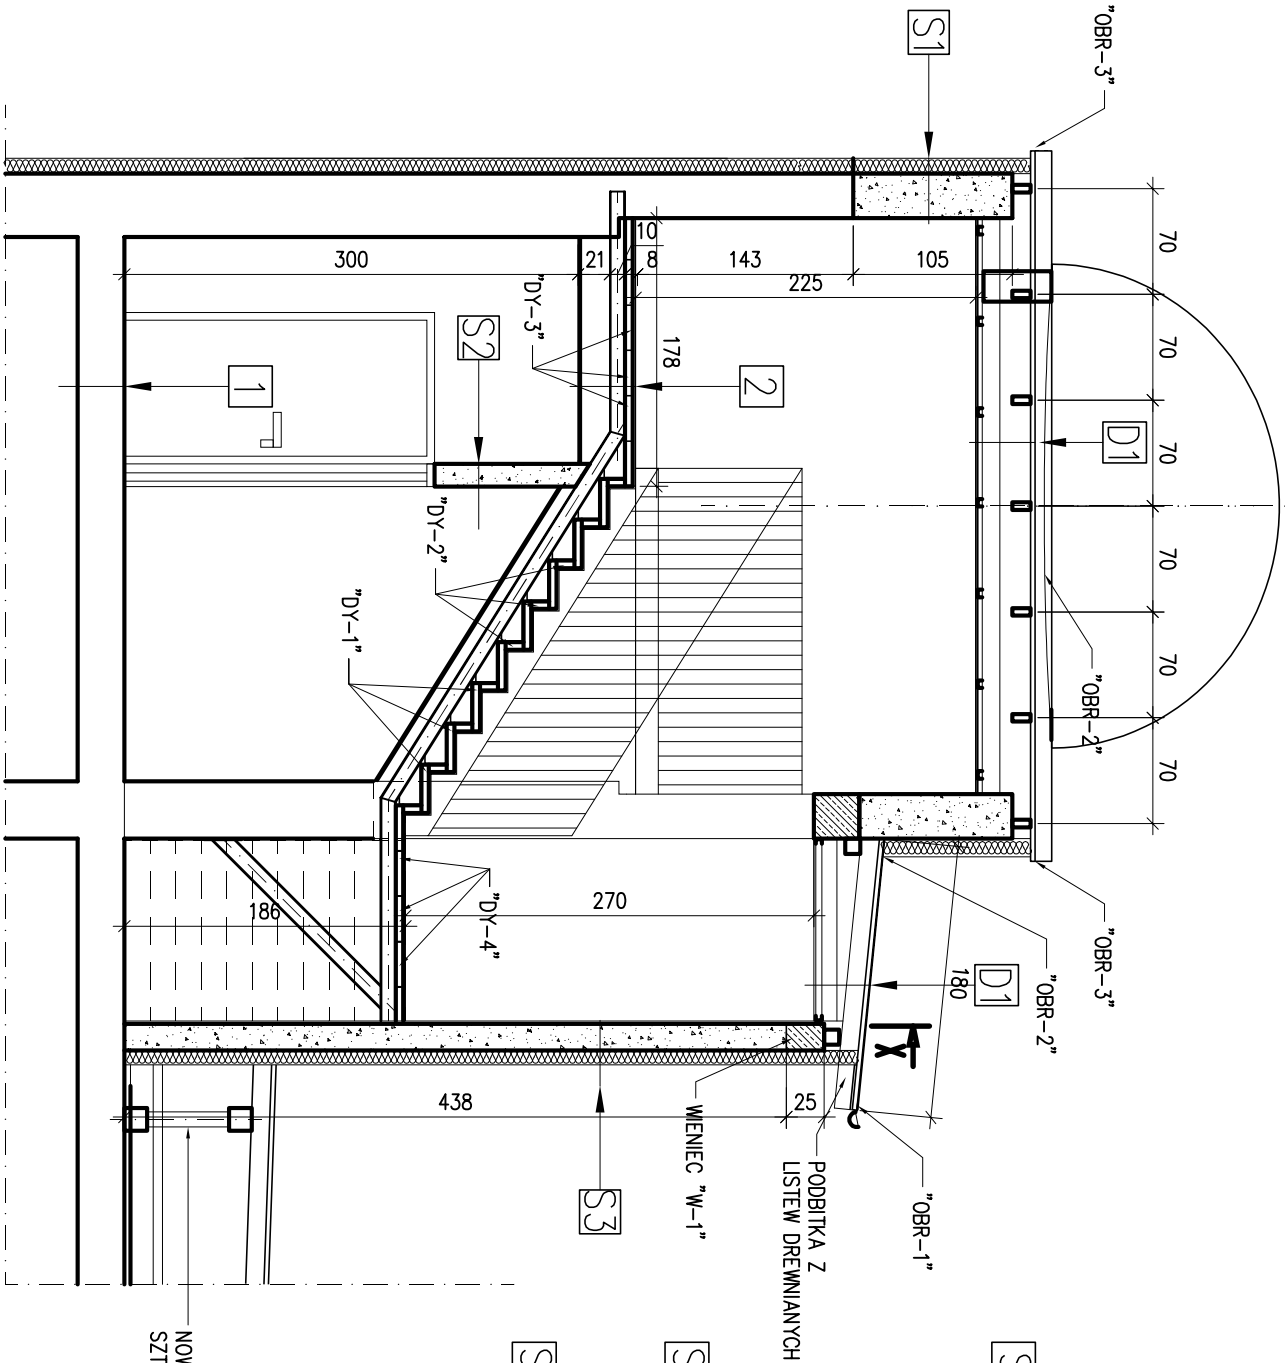 "OBR-3"
S1
70
70
70
70
70
70
D1
"OBR-2"
10
8
143
105
225
300
21
"DY-3"
178
S2
1
2
"DY-2"
"DY-1"
"DY-4"
186
270
"OBR-3"
"OBR-2"
D1
180
X
438
25
WIENIEC "W-1"
S3
PODBITKA Z
LISTEW DREWNIANYCH
"OBR-1"